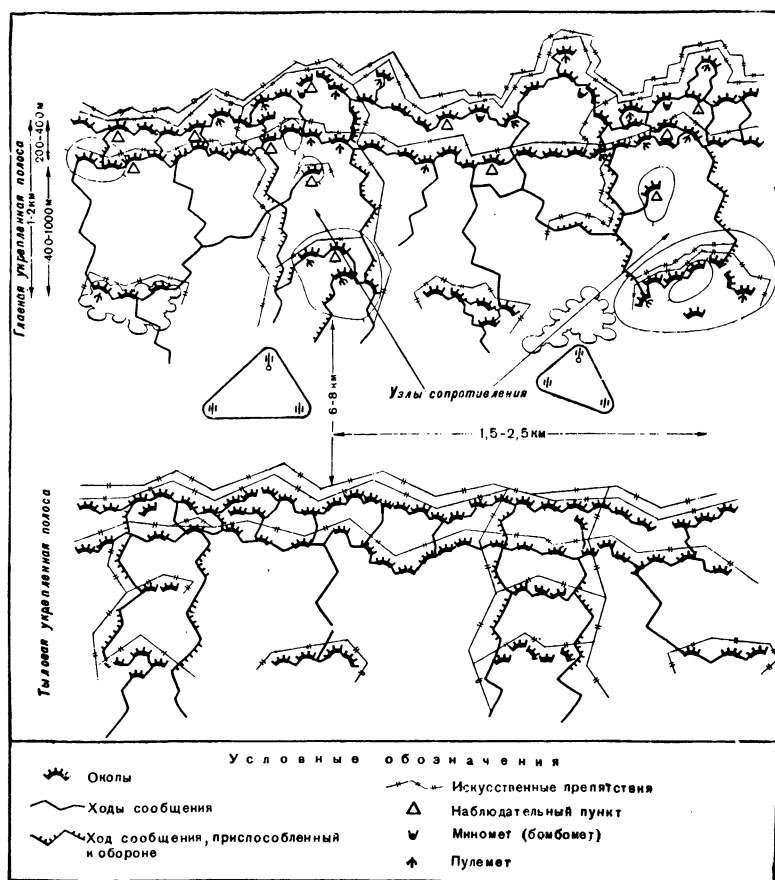 Главная укрепленная полоса
1-2км
200-400м
400-1000м
Узлы сопротивления
6-8км
1,5-2,5км
Тыловая укрепленная полоса
Условные обозначения
Окопы
Ходы сообщения
Ход сообщения, приспособленный
к обороне
Искусственные препятствия
Наблюдательный пункт
Миномет (бомбомет)
Пулемет